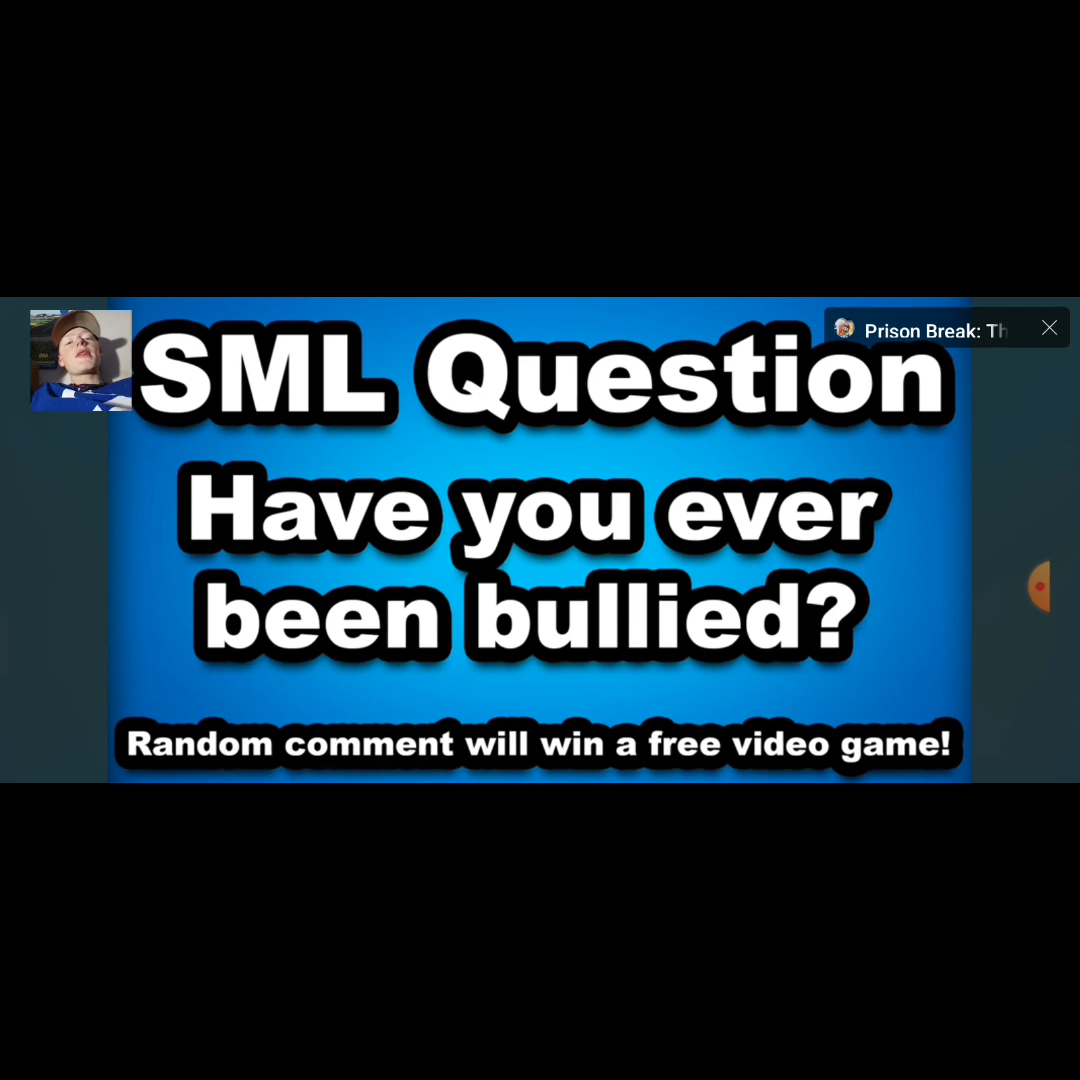 SML Question
Prison Break: Th
Have you ever
been bullied?
Random comment will win a free video game!